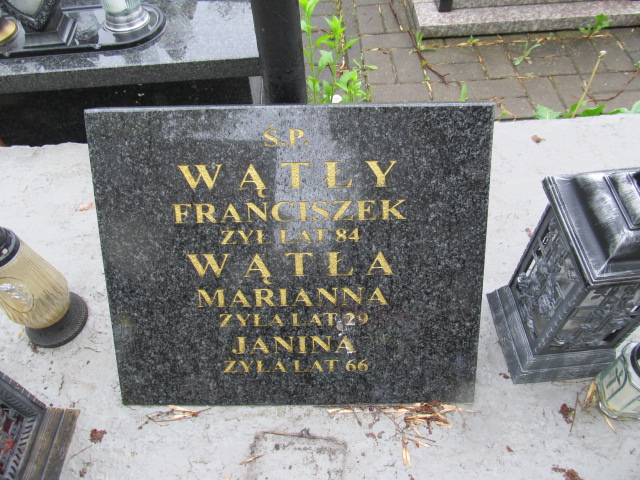 Ś.P.
WĄTŁY
FRANCISZEK
ŻYŁ LAT 84
WĄTŁA
MARIANNA
ŻYŁA LAT 29
JANINA
ŻYŁA LAT 66